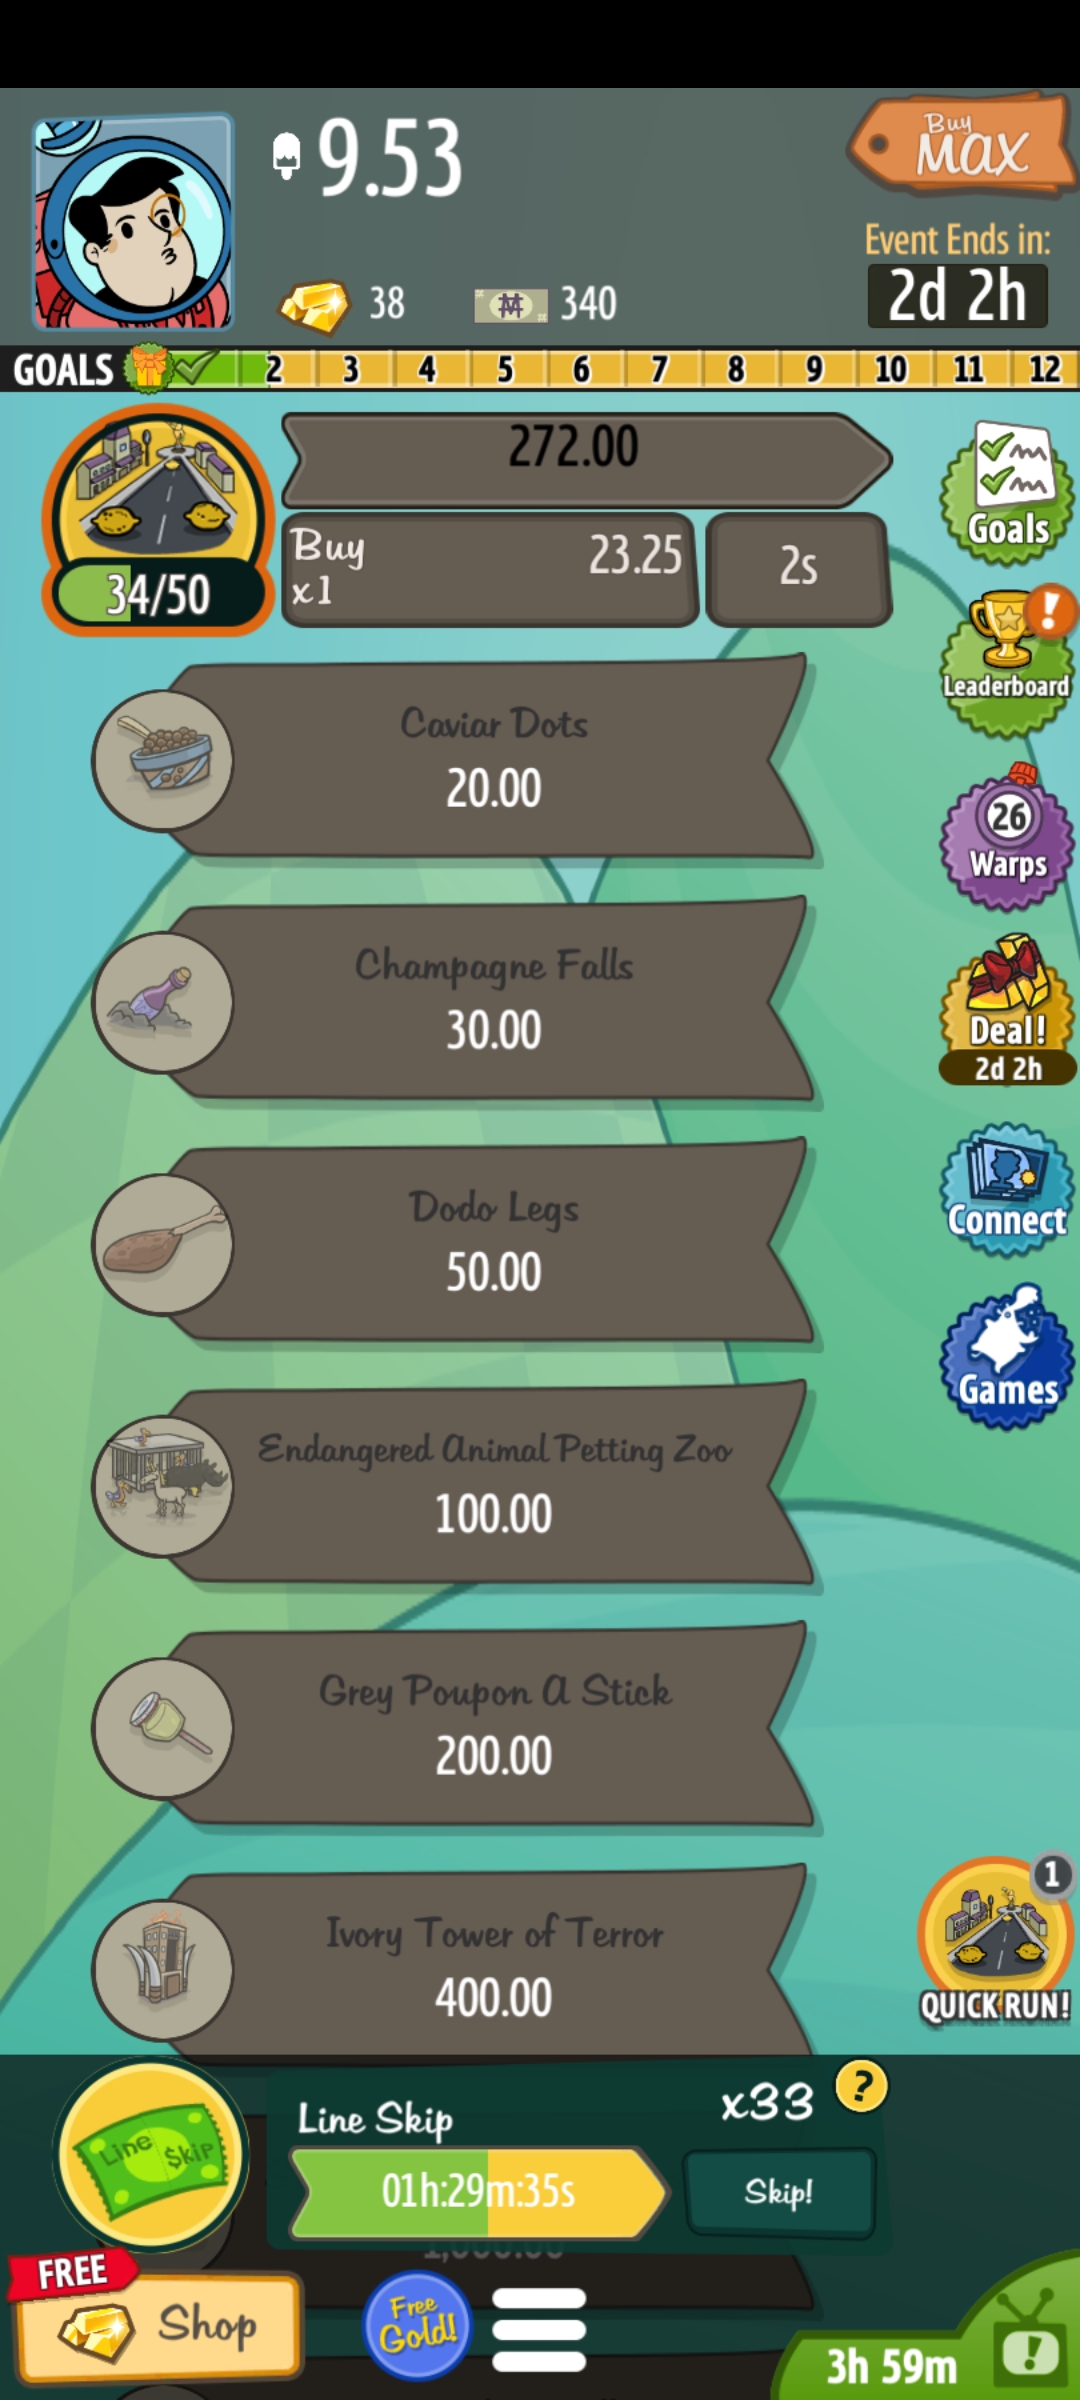 9.53
Buy
MAX
Event Ends in:
2d 2h
38
340
GOALS 2 3 4 5 6 7 8 9 10 11 12
272.00
Buy
x1
23.25
2s
34/50
Goals
!
Leaderboard
Caviar Dots
20.00
26
Warps
Champagne Falls
30.00
Deal!
2d 2h
Dodo Legs
50.00
Connect
Games
Endangered Animal Petting Zoo
100.00
Grey Poupon A Stick
200.00
1
QUICK RUN!
Ivory Tower of Terror
400.00
Line Skip
Line $kip
x33
?
01h:29m:35s
Skip!
FREE
Shop
Free
Gold!
3h 59m
!